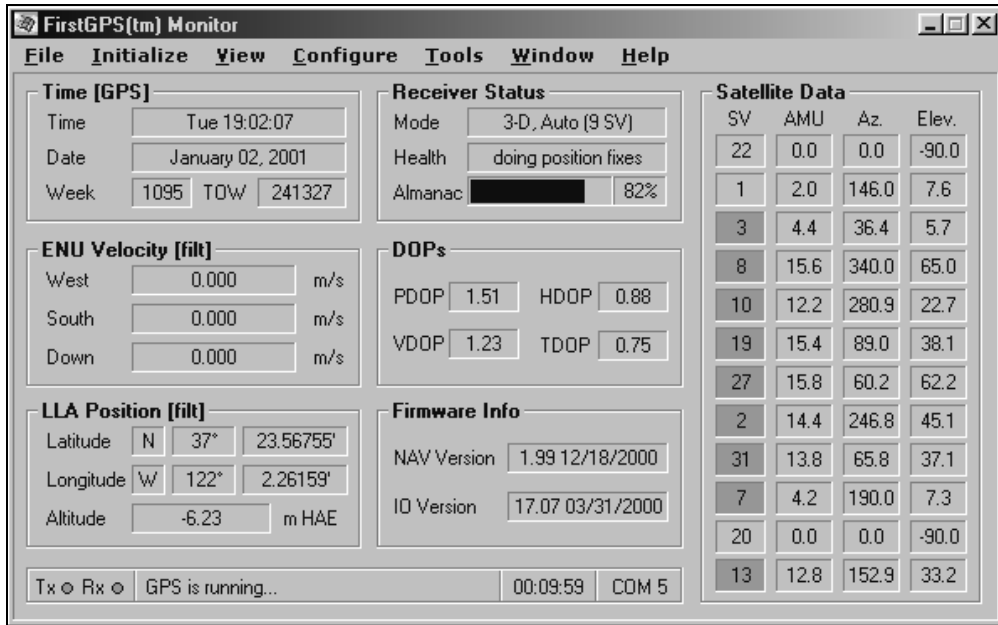 FirstGPS(tm) Monitor
File Initialize View Configure Tools Window Help
Time [GPS]
Time Tue 19:02:07
Date January 02, 2001
Week 1095 TOW 241327
Receiver Status
Mode 3-D, Auto (9 SV)
Health doing position fixes
Almanac 82%
ENU Velocity [filt]
West 0.000 m/s
South 0.000 m/s
Down 0.000 m/s
DOPs
PDOP 1.51 HDOP 0.88
VDOP 1.23 TDOP 0.75
LLA Position [filt]
Latitude N 37° 23.56755'
Longitude W 122° 2.26159'
Altitude -6.23 m HAE
Firmware Info
NAV Version 1.99 12/18/2000
IO Version 17.07 03/31/2000
Satellite Data
SV AMU Az. Elev.
22 0.0 0.0 -90.0
1 2.0 146.0 7.6
3 4.4 36.4 5.7
8 15.6 340.0 65.0
10 12.2 280.9 22.7
19 15.4 89.0 38.1
27 15.8 60.2 62.2
2 14.4 246.8 45.1
31 13.8 65.8 37.1
7 4.2 190.0 7.3
20 0.0 0.0 -90.0
13 12.8 152.9 33.2
Tx Rx GPS is running... 00:09:59 COM 5